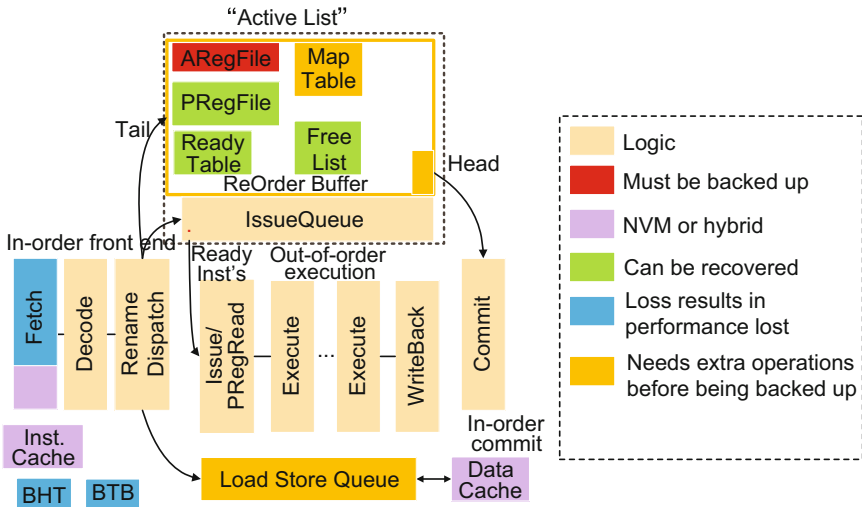 “Active List”
ARegFile
Map
Table
PRegFile
Tail
Ready
Table
Free
List
Head
ReOrder Buffer
IssueQueue
In-order front end
Ready
Inst's
Out-of-order
execution
Fetch
Decode
Rename
Dispatch
Issue/
PRegRead
Execute
...
Execute
WriteBack
Commit
In-order
commit
Inst.
Cache
Load Store Queue
Data
Cache
BHT
BTB
Logic
Must be backed up
NVM or hybrid
Can be recovered
Loss results in
performance lost
Needs extra operations
before being backed up